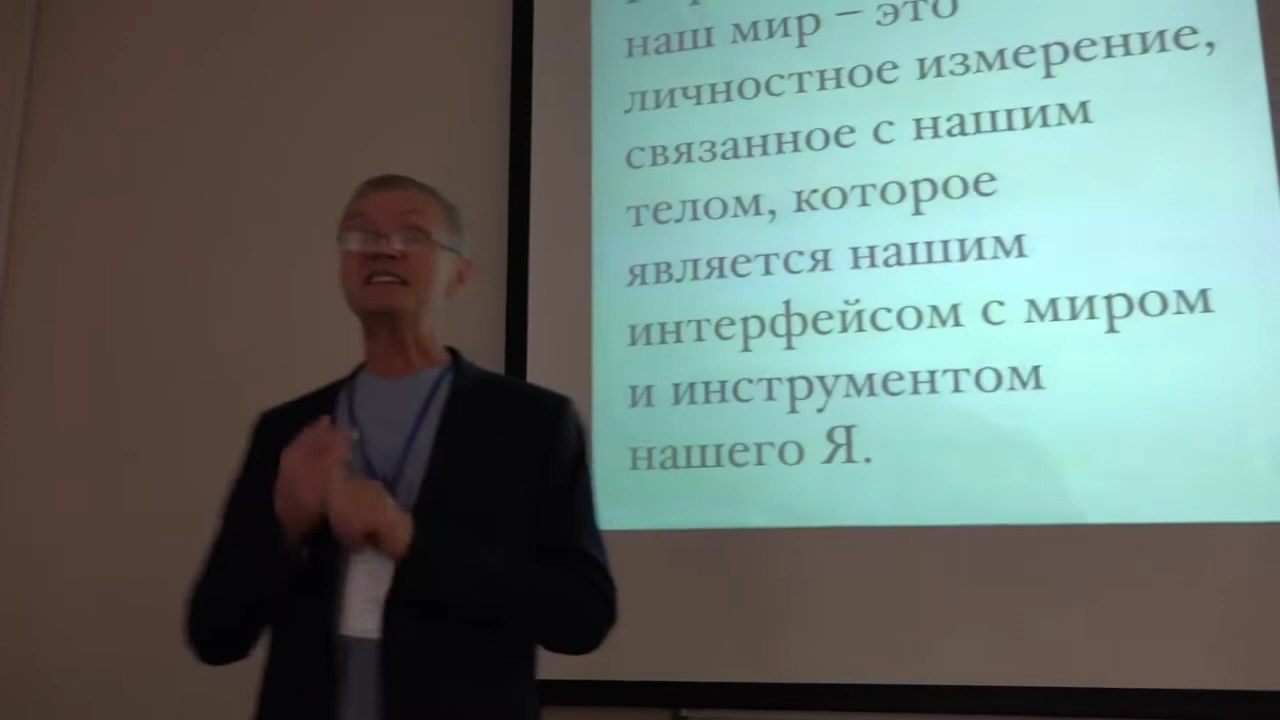 наш мир – это
личностное измерение,
связанное с нашим
телом, которое
является нашим
интерфейсом с миром
и инструментом
нашего Я.